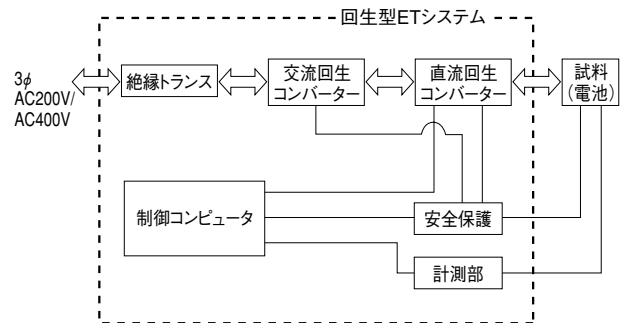 回生型ETシステム
3φ
AC200V/
AC400V
絶縁トランス
交流回生
コンバーター
直流回生
コンバーター
試料
（電池）
制御コンピュータ
安全保護
計測部